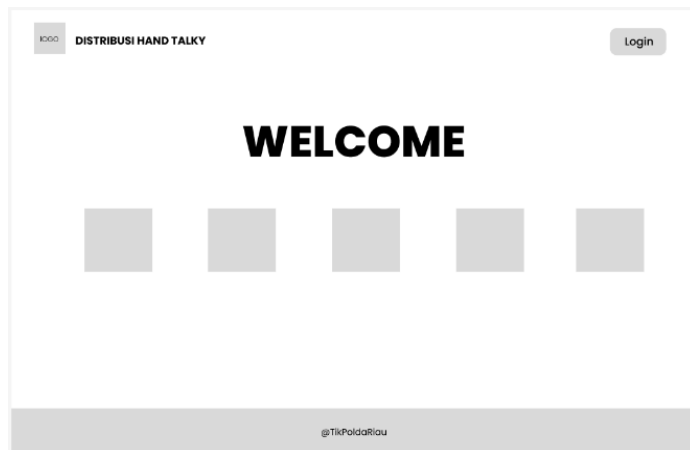 LOGO
DISTRIBUSI HAND TALKY
Login
WELCOME
@TikPoldaRiau